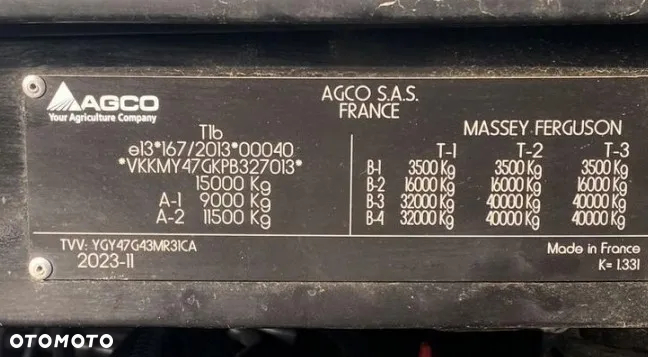 AGCO
Your Agriculture Company
AGCO S.A.S.
FRANCE
T1b
e13*167/2013*00040
*VKKMY47GKPB327013*
15000 Kg
A-1 9000 Kg
A-2 11500 Kg
MASSEY FERGUSON
T-1 T-2 T-3
B-1 3500 Kg 3500 Kg 3500 Kg
B-2 16000 Kg 16000 Kg 16000 Kg
B-3 32000 Kg 40000 Kg 40000 Kg
B-4 32000 Kg 40000 Kg 40000 Kg
TVV: YGY47G43MR31CA
2023-11
Made in France
K= 1.331
OTOMOTO